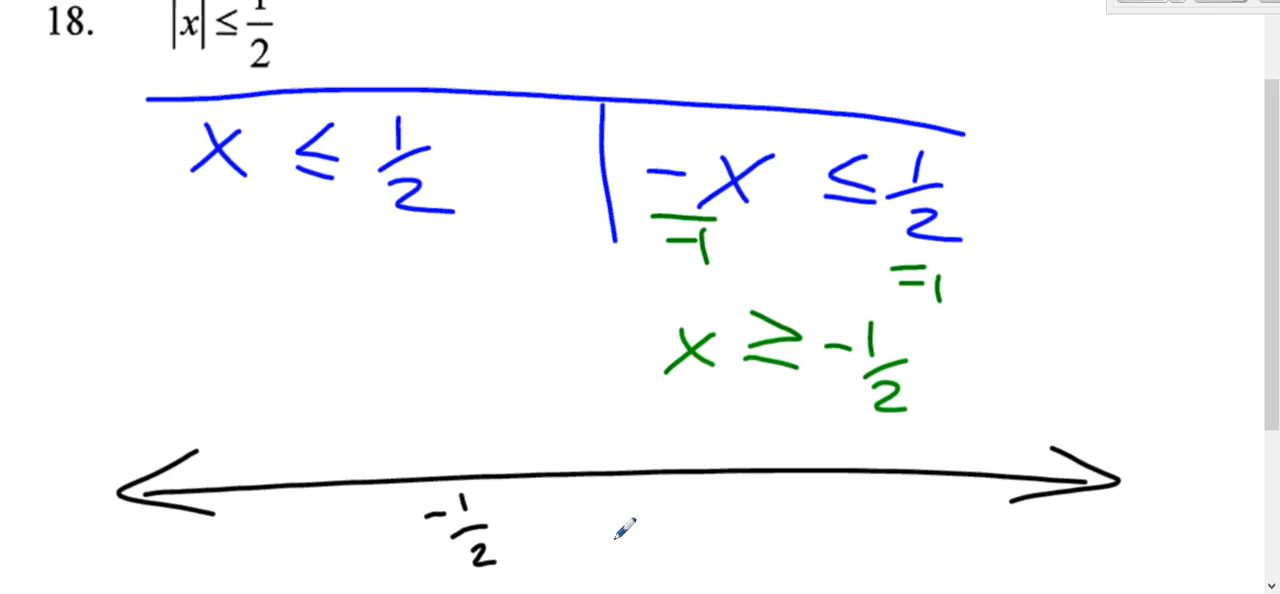 18. |x| ≤ 1/2
x ≤ 1/2 | -x ≤ 1/2
-1 -1
x ≥ -1/2
-1/2